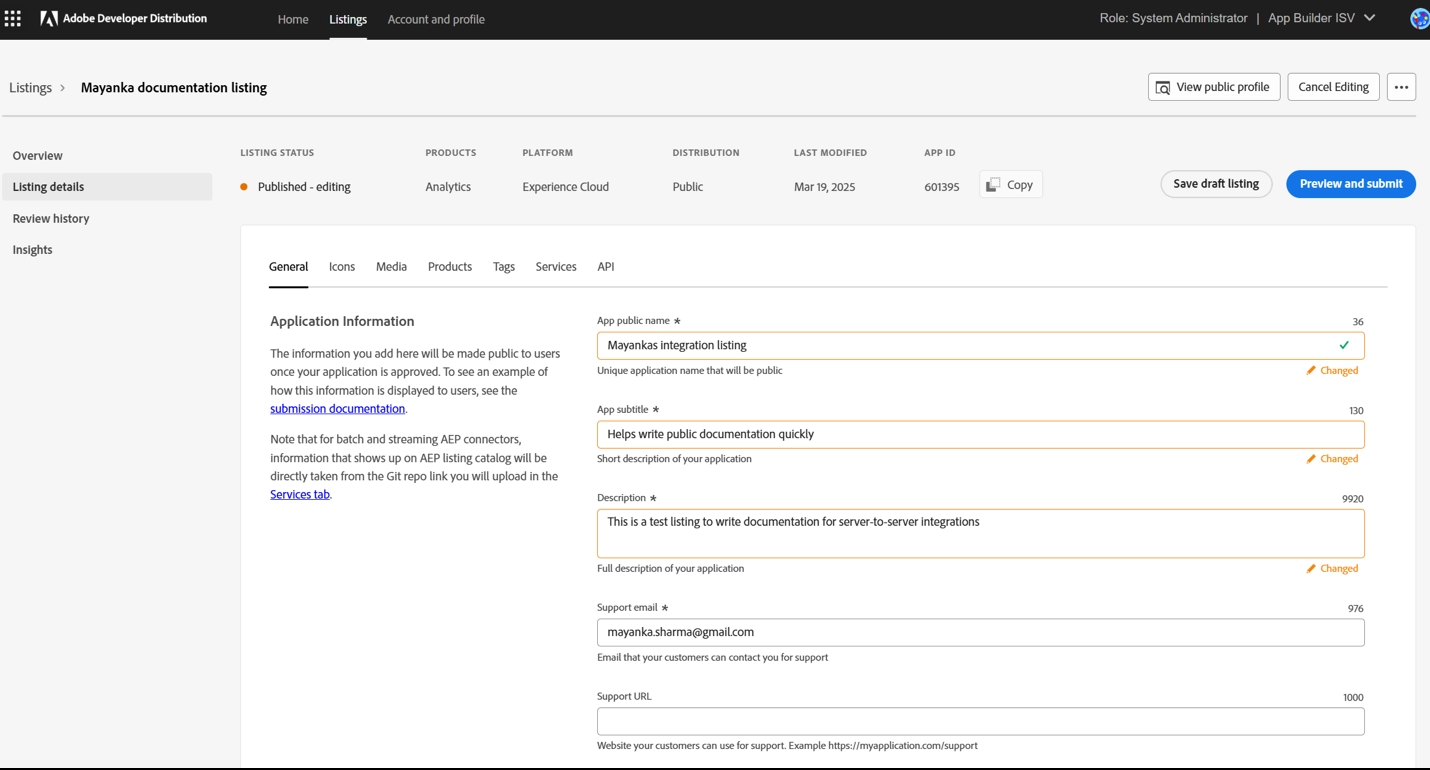 Adobe Developer Distribution
Home
Listings
Account and profile
Role: System Administrator | App Builder ISV
Listings > Mayanka documentation listing
View public profile
Cancel Editing
Overview
Listing details
Review history
Insights
LISTING STATUS
PRODUCTS
PLATFORM
DISTRIBUTION
LAST MODIFIED
APP ID
Published - editing
Analytics
Experience Cloud
Public
Mar 19, 2025
601395
Copy
Save draft listing
Preview and submit
General
Icons
Media
Products
Tags
Services
API
Application Information
The information you add here will be made public to users
once your application is approved. To see an example of
how this information is displayed to users, see the
submission documentation.
Note that for batch and streaming AEP connectors,
information that shows up on AEP listing catalog will be
directly taken from the Git repo link you will upload in the
Services tab.
App public name *
36
Mayankas integration listing
Unique application name that will be public
Changed
App subtitle *
130
Helps write public documentation quickly
Short description of your application
Changed
Description *
9920
This is a test listing to write documentation for server-to-server integrations
Full description of your application
Changed
Support email *
976
mayanka.sharma@gmail.com
Email that your customers can contact you for support
Support URL
1000
Website your customers can use for support. Example https://myapplication.com/support